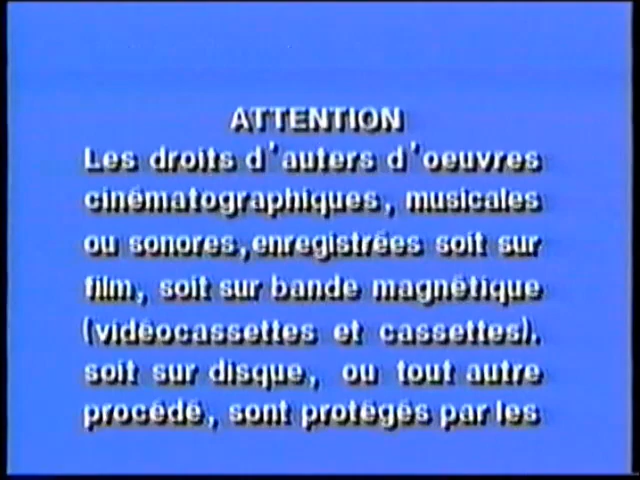 ATTENTION
Les droits d'auters d'oeuvres
cinématographiques, musicales
ou sonores,enregistrées soit sur
film, soit sur bande magnétique
(vidéocassettes et cassettes).
soit sur disque, ou tout autre
procédé, sont protégés par les